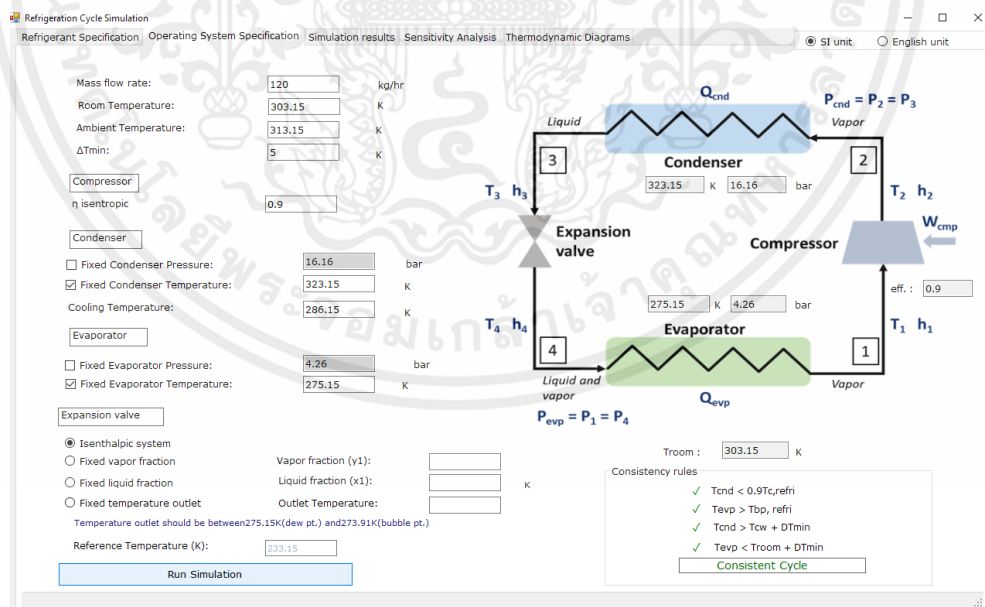 Refrigeration Cycle Simulation
Refrigerant Specification Operating System Specification Simulation results Sensitivity Analysis Thermodynamic Diagrams SI unit English unit
Mass flow rate: 120 kg/hr
Room Temperature: 303.15 K
Ambient Temperature: 313.15 K
ΔTmin: 5 K
Compressor
η isentropic 0.9
Condenser
Fixed Condenser Pressure: 16.16 bar
Fixed Condenser Temperature: 323.15 K
Cooling Temperature: 286.15 K
Evaporator
Fixed Evaporator Pressure: 4.26 bar
Fixed Evaporator Temperature: 275.15 K
Expansion valve
Isenthalpic system
Fixed vapor fraction Vapor fraction (y1):
Fixed liquid fraction Liquid fraction (x1): K
Fixed temperature outlet Outlet Temperature:
Temperature outlet should be between275.15K(dew pt.) and273.91K(bubble pt.)
Reference Temperature (K): 233.15
Run Simulation
Qcnd
Pcnd = P2 = P3
Liquid
Vapor
3
Condenser
2
323.15 K 16.16 bar
T3 h3
T2 h2
Expansion valve
Compressor
Wcmp
eff. : 0.9
275.15 K 4.26 bar
T4 h4
Evaporator
T1 h1
4
1
Liquid and vapor
Qevp
Vapor
Pevp = P1 = P4
Troom : 303.15 K
Consistency rules
✓ Tcnd < 0.9Tc,refri
✓ Tevp > Tbp, refri
✓ Tcnd > Tcw + DTmin
✓ Tevp < Troom + DTmin
Consistent Cycle